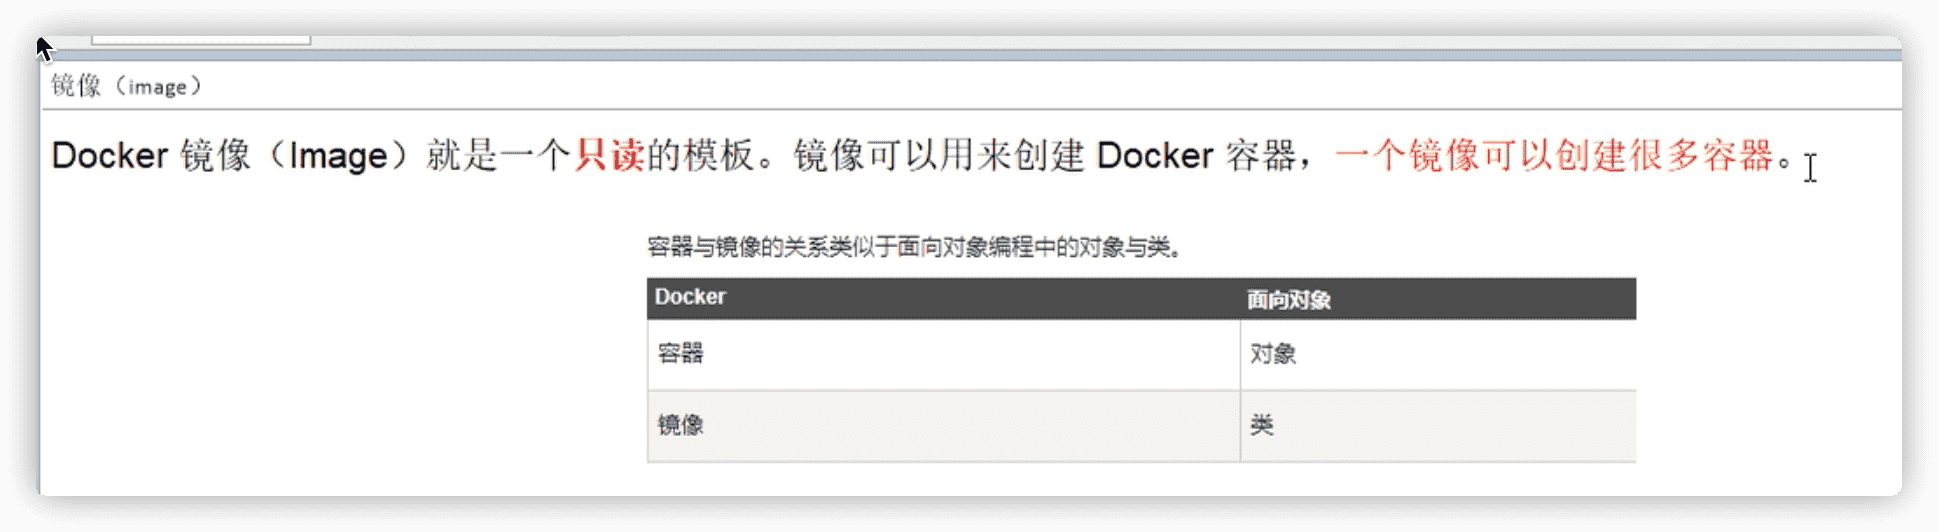 镜像（image）
Docker 镜像（Image）就是一个只读的模板。镜像可以用来创建 Docker 容器，一个镜像可以创建很多容器。
容器与镜像的关系类似于面向对象编程中的对象与类。
Docker 面向对象
容器 对象
镜像 类